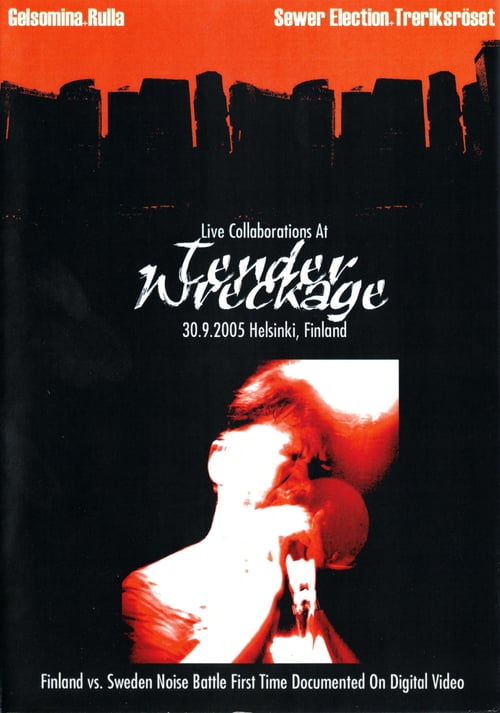 Gelsomina+Rulla
Sewer Election+Treriksröset
Live Collaborations At
Tender
Wreckage
30.9.2005 Helsinki, Finland
Finland vs. Sweden Noise Battle First Time Documented On Digital Video